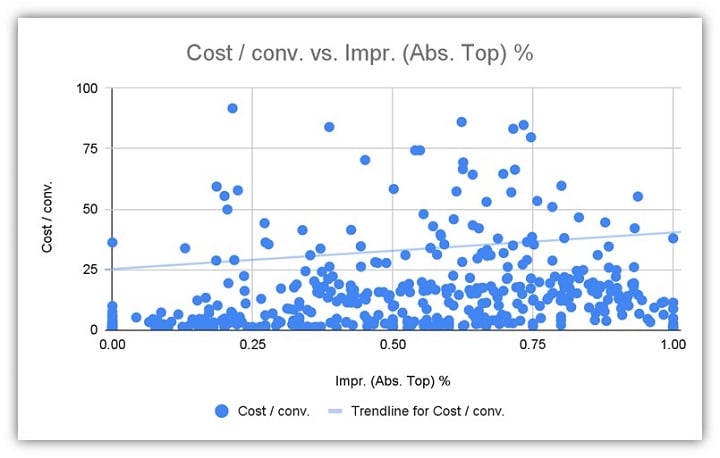 Cost / conv. vs. Impr. (Abs. Top) %
Cost / conv.
100
75
50
25
0
0.00 0.25 0.50 0.75 1.00
Impr. (Abs. Top) %
Cost / conv. Trendline for Cost / conv.